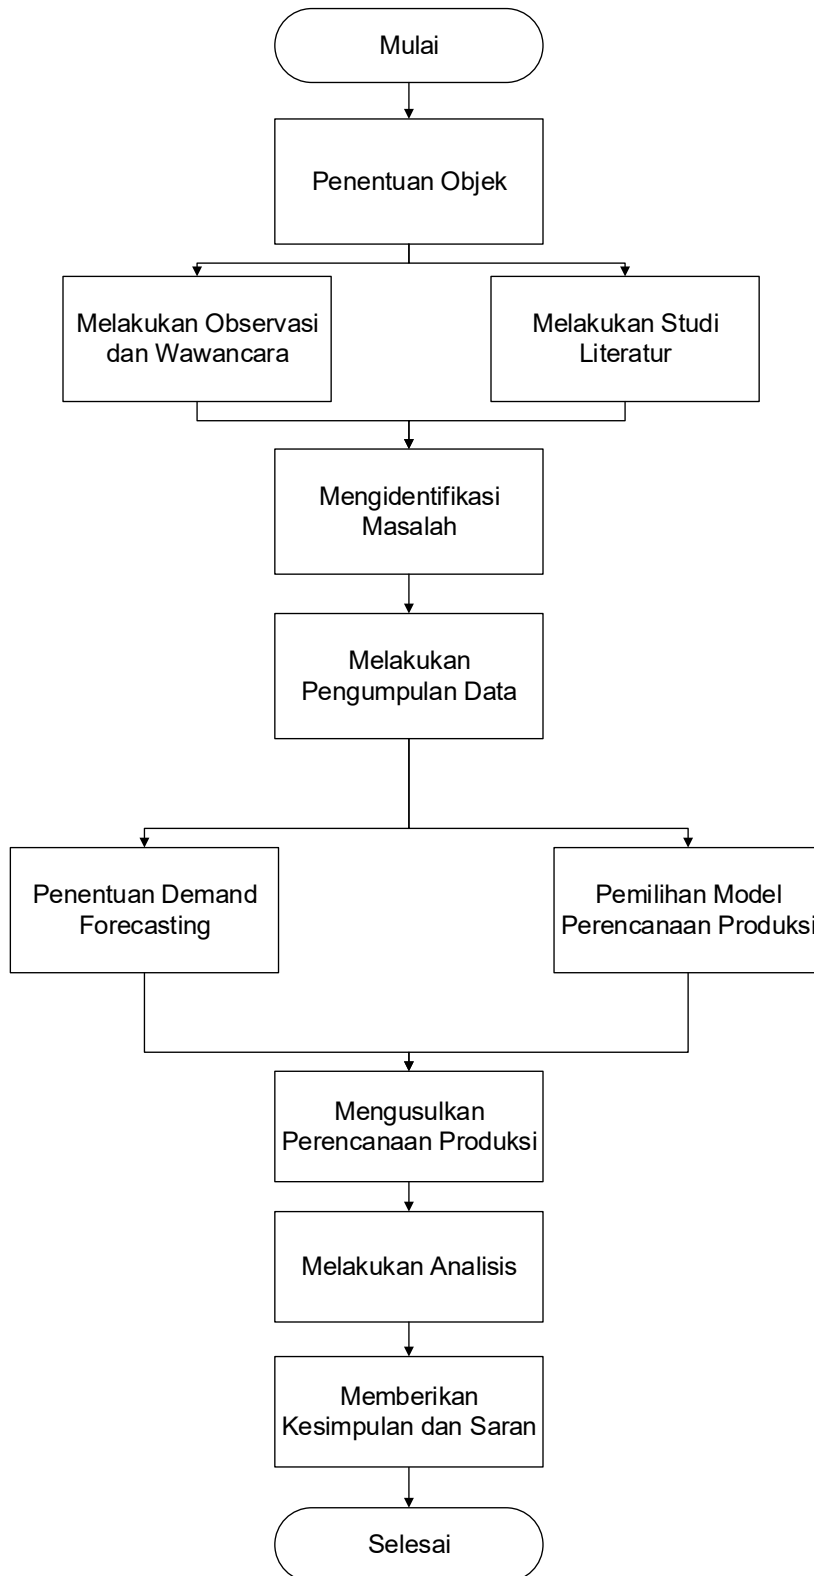 Mulai
Penentuan Objek
Melakukan Observasi
dan Wawancara
Melakukan Studi
Literatur
Mengidentifikasi
Masalah
Melakukan
Pengumpulan Data
Penentuan Demand
Forecasting
Pemilihan Model
Perencanaan Produksi
Mengusulkan
Perencanaan Produksi
Melakukan Analisis
Memberikan
Kesimpulan dan Saran
Selesai